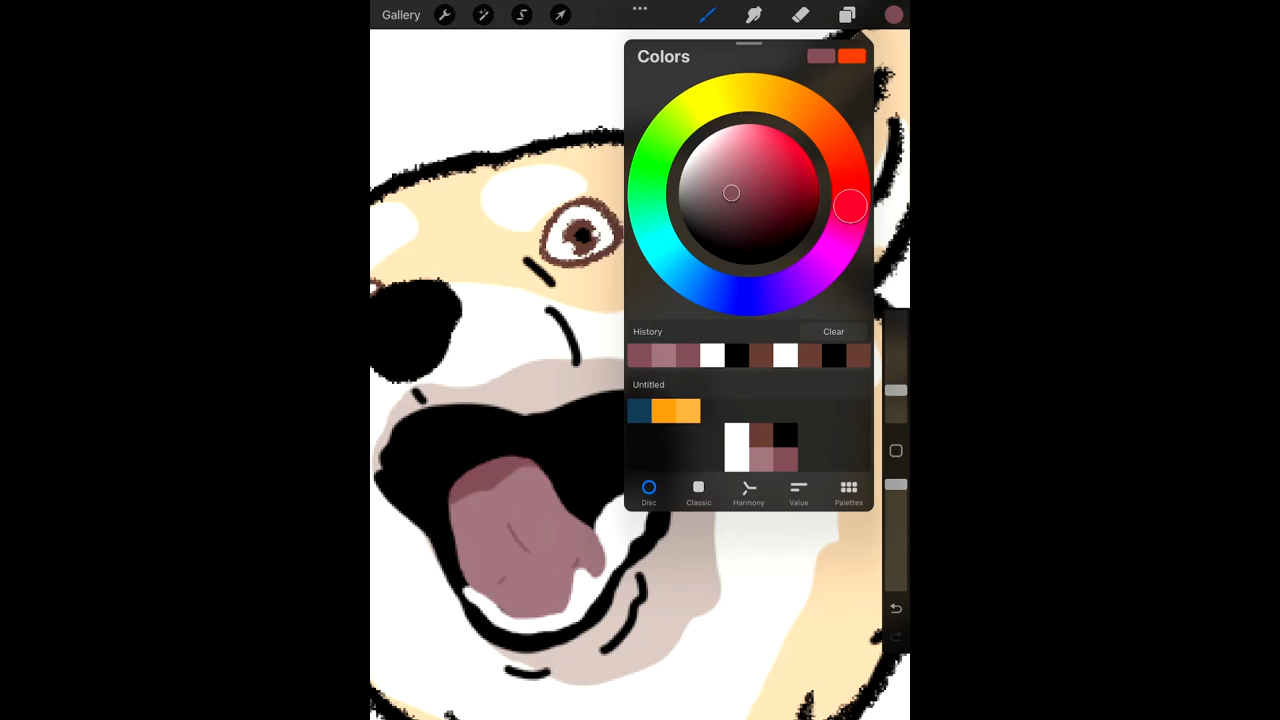 Gallery
Colors
History Clear
Untitled
Disc Classic Harmony Value Palettes